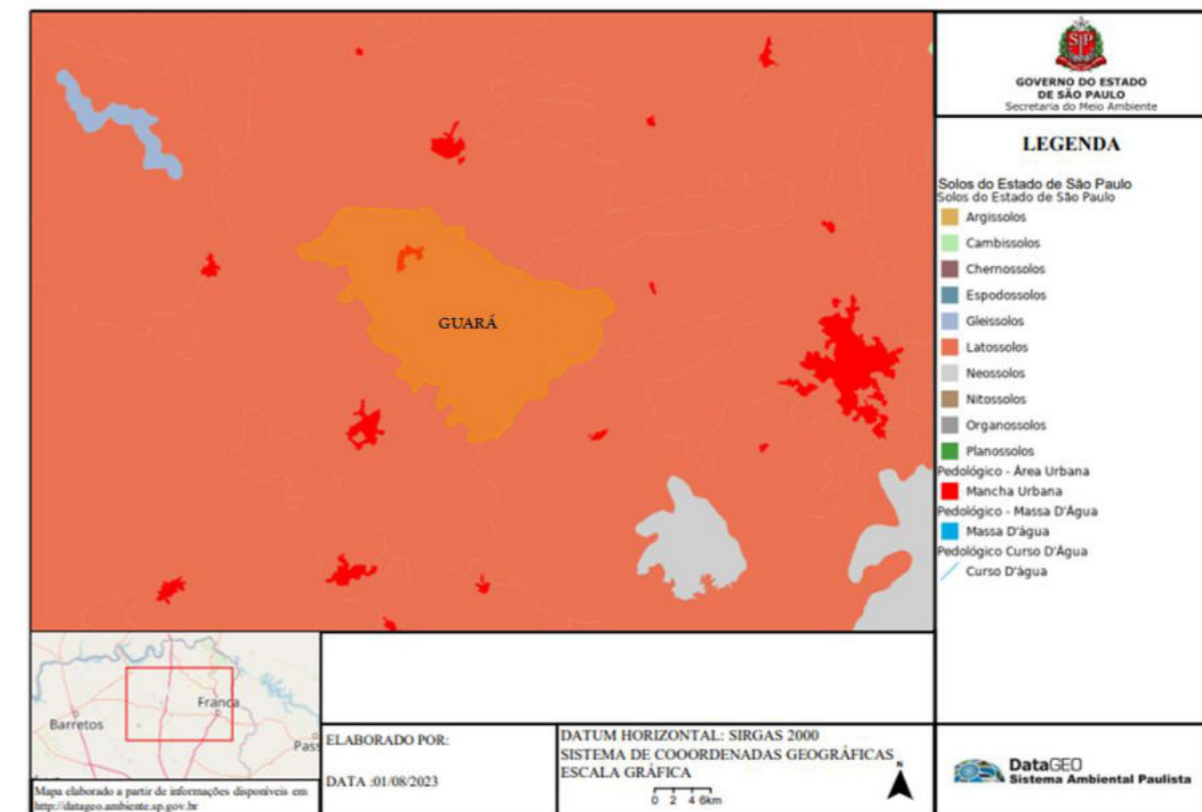 GUARÁ
GOVERNO DO ESTADO
DE SÃO PAULO
Secretaria do Meio Ambiente
LEGENDA
Solos do Estado de São Paulo
Solos do Estado de São Paulo
Argissolos
Cambissolos
Chernossolos
Espodossolos
Gleissolos
Latossolos
Neossolos
Nitossolos
Organossolos
Planossolos
Pedológico - Área Urbana
Mancha Urbana
Pedológico - Massa D'Água
Massa D'água
Pedológico Curso D'Água
Curso D'água
Franca
Barretos
Pass
Mapa elaborado a partir de informações disponíveis em
http://datageo.ambiente.sp.gov.br
ELABORADO POR:
DATA :01/08/2023
DATUM HORIZONTAL: SIRGAS 2000
SISTEMA DE COOORDENADAS GEOGRÁFICAS
ESCALA GRÁFICA
0 2 4 6km
N
DataGEO
Sistema Ambiental Paulista